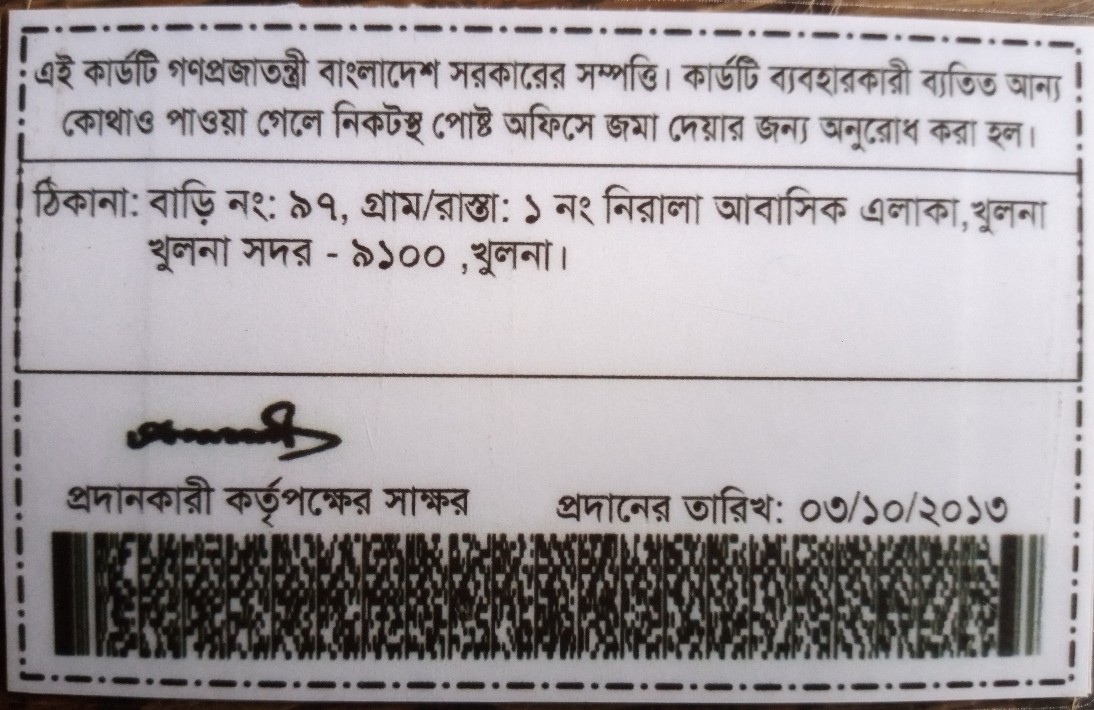 এই কার্ডটি গণপ্রজাতন্ত্রী বাংলাদেশ সরকারের সম্পত্তি। কার্ডটি ব্যবহারকারী ব্যতিত অন্য
কোথাও পাওয়া গেলে নিকটস্থ পোষ্ট অফিসে জমা দেয়ার জন্য অনুরোধ করা হল।
ঠিকানা: বাড়ি নং: ৯৭, গ্রাম/রাস্তা: ১ নং নিরালা আবাসিক এলাকা,খুলনা
খুলনা সদর - ৯১০০ ,খুলনা।
প্রদানকারী কর্তৃপক্ষের সাক্ষর প্রদানের তারিখ: ০৩/১০/২০১৩